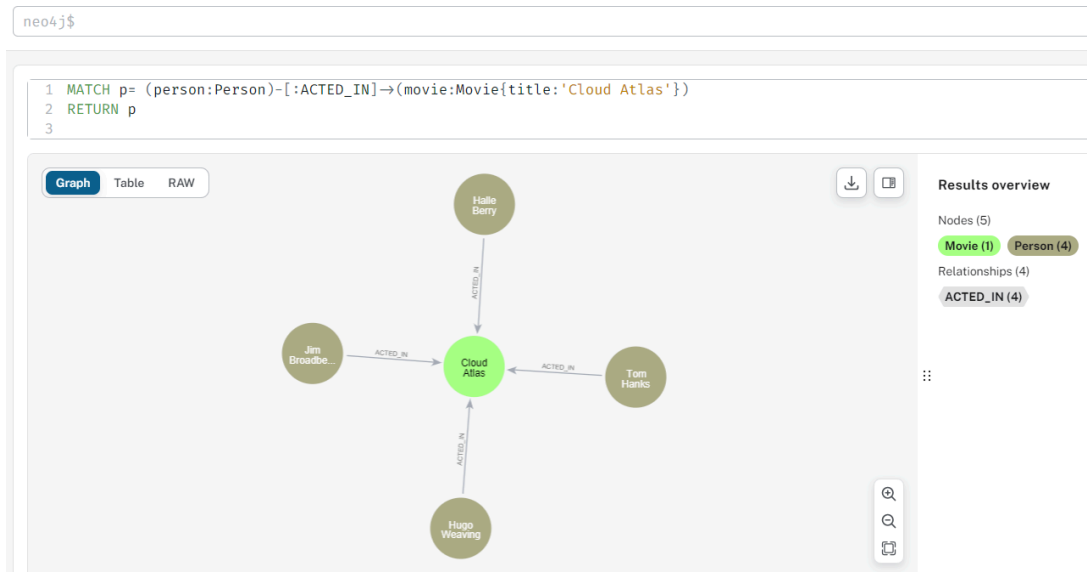 neo4j$
1 MATCH p= (person:Person)-[:ACTED_IN]→(movie:Movie{title:'Cloud Atlas'})
2 RETURN p
3
Graph Table RAW
Results overview
Nodes (5)
Movie (1) Person (4)
Relationships (4)
ACTED_IN (4)
Halle
Berry
ACTED_IN
Jim
Broadbe...
ACTED_IN
Cloud
Atlas
ACTED_IN
Tom
Hanks
ACTED_IN
Hugo
Weaving